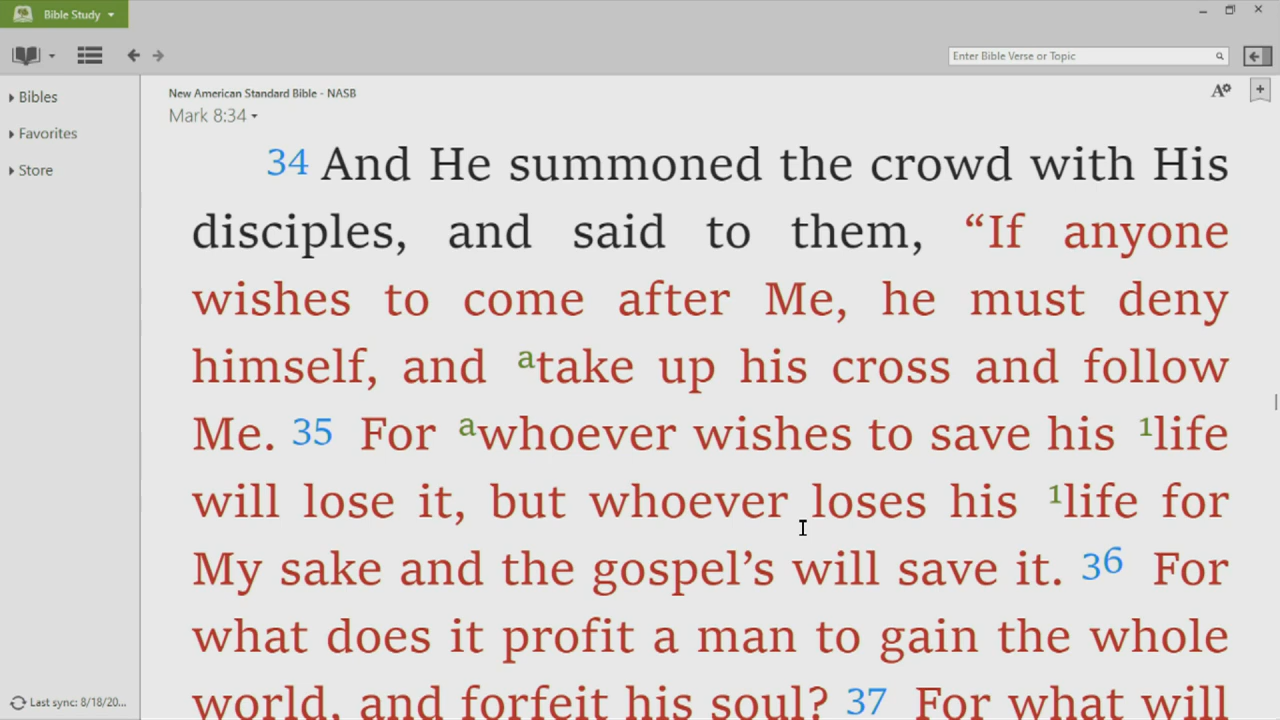 Bible Study
Enter Bible Verse or Topic
Bibles
Favorites
Store
New American Standard Bible - NASB
Mark 8:34
34 And He summoned the crowd with His
disciples, and said to them, “If anyone
wishes to come after Me, he must deny
himself, and ᵃtake up his cross and follow
Me. 35 For ᵃwhoever wishes to save his ¹life
will lose it, but whoever loses his ¹life for
My sake and the gospel’s will save it. 36 For
what does it profit a man to gain the whole
world, and forfeit his soul? 37 For what will
Last sync: 8/18/20...